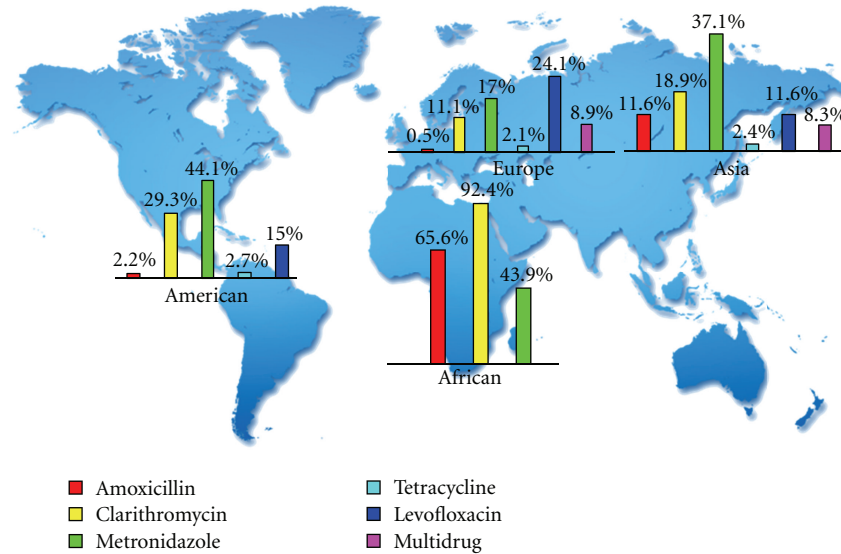 37.1%
24.1%
18.9%
17%
11.6%
11.6%
11.1%
8.9%
8.3%
0.5%
2.1%
2.4%
Europe
Asia
44.1%
92.4%
29.3%
65.6%
15%
2.2%
2.7%
43.9%
American
African
Amoxicillin
Clarithromycin
Metronidazole
Tetracycline
Levofloxacin
Multidrug